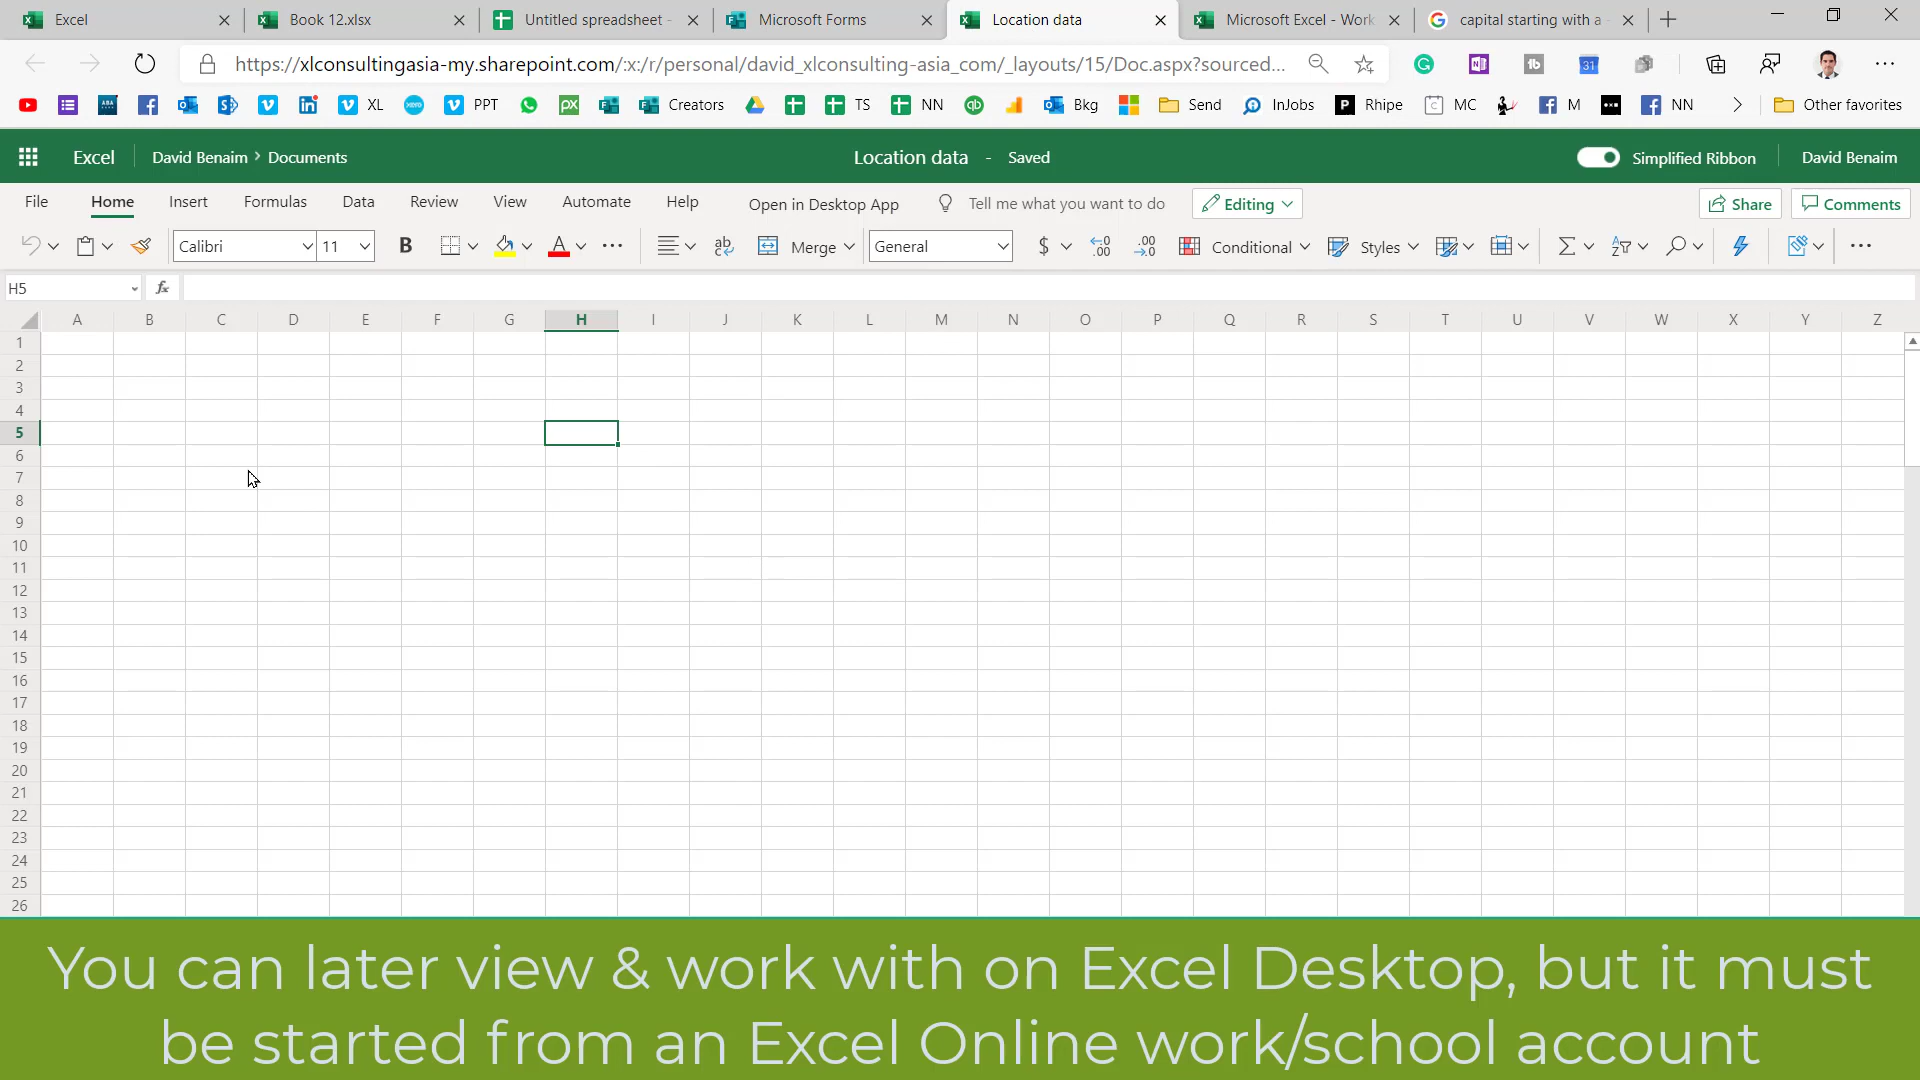 Excel
Book 12.xlsx
Untitled spreadsheet -
Microsoft Forms
Location data
Microsoft Excel - Work
capital starting with a -
https://xlconsultingasia-my.sharepoint.com/:x:/r/personal/david_xlconsulting-asia_com/_layouts/15/Doc.aspx?sourced...
XL
PPT
Creators
TS
NN
Bkg
Send
InJobs
Rhipe
MC
M
NN
Other favorites
Excel
David Benaim > Documents
Location data - Saved
Simplified Ribbon
David Benaim
File Home Insert Formulas Data Review View Automate Help Open in Desktop App Tell me what you want to do Editing Share Comments
Calibri 11 B A ab c Merge General $ .00 .00 Conditional Styles
H5 fx
A B C D E F G H I J K L M N O P Q R S T U V W X Y Z
1
2
3
4
5
6
7
8
9
10
11
12
13
14
15
16
17
18
19
20
21
22
23
24
25
26
You can later view & work with on Excel Desktop, but it must
be started from an Excel Online work/school account